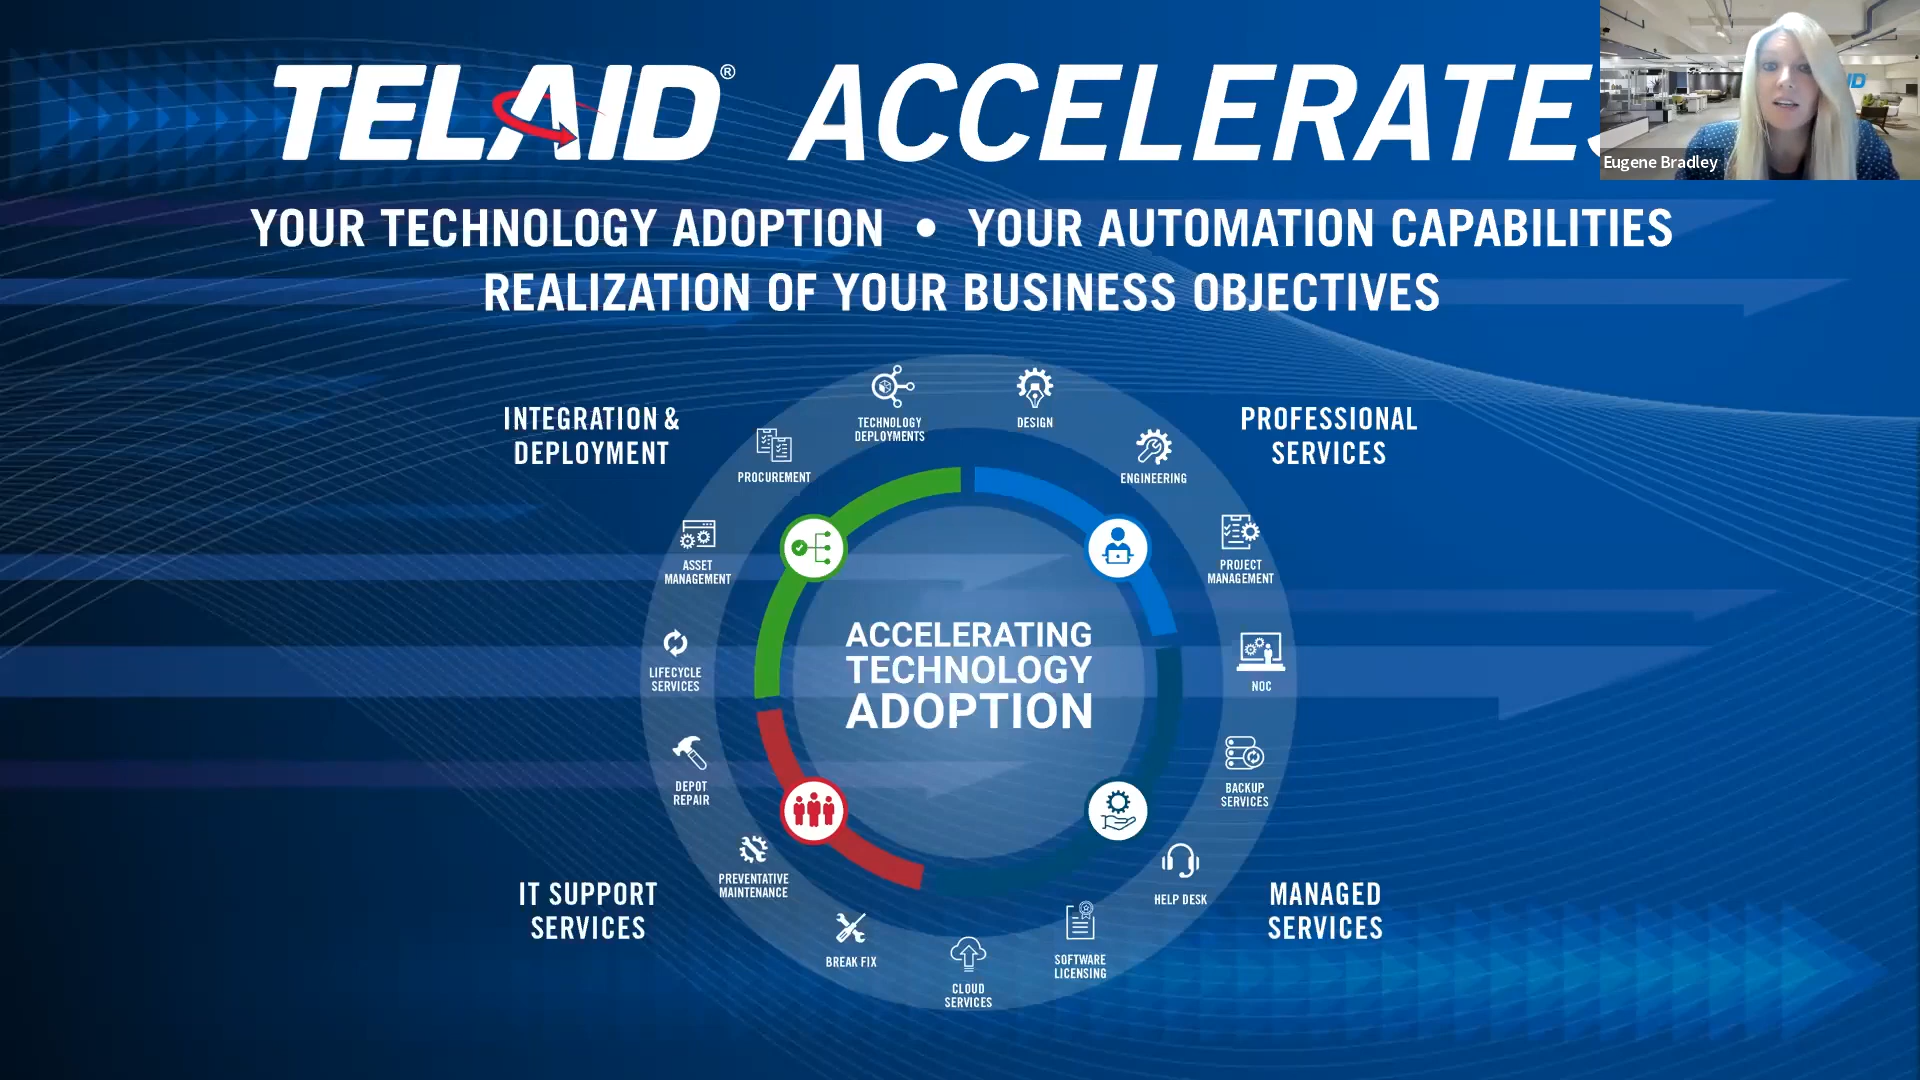 TELAID® ACCELERATES
Eugene Bradley
YOUR TECHNOLOGY ADOPTION • YOUR AUTOMATION CAPABILITIES
REALIZATION OF YOUR BUSINESS OBJECTIVES
INTEGRATION &
DEPLOYMENT
PROFESSIONAL
SERVICES
TECHNOLOGY
DEPLOYMENTS
DESIGN
PROCUREMENT
ENGINEERING
ASSET
MANAGEMENT
PROJECT
MANAGEMENT
LIFECYCLE
SERVICES
NOC
ACCELERATING
TECHNOLOGY
ADOPTION
DEPOT
REPAIR
BACKUP
SERVICES
PREVENTATIVE
MAINTENANCE
HELP DESK
IT SUPPORT
SERVICES
MANAGED
SERVICES
BREAK FIX
SOFTWARE
LICENSING
CLOUD
SERVICES